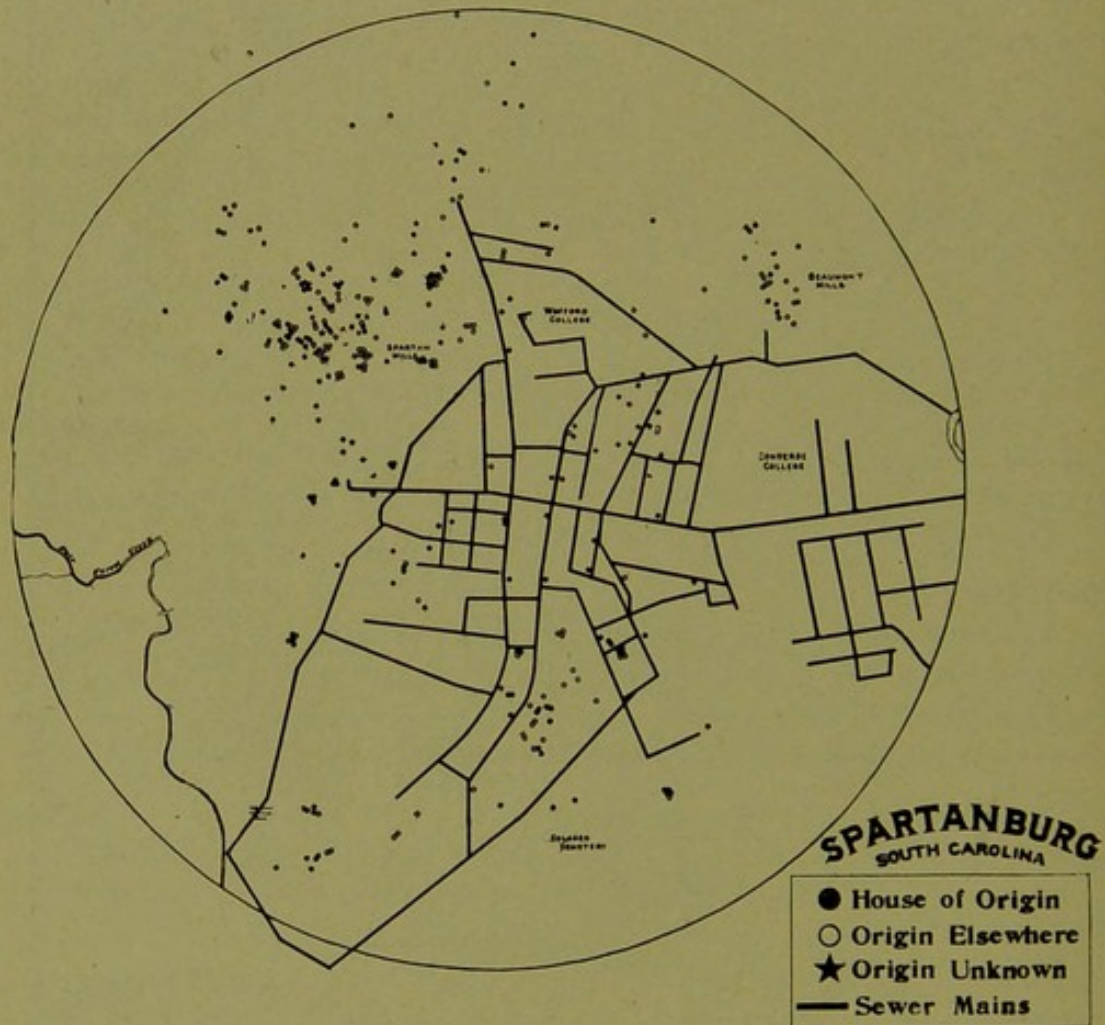 WOFFORD
COLLEGE
BEAUMONT
MILLS
SPARTAN
MILLS
CONVERSE
COLLEGE
SPARTANBURG
SOUTH CAROLINA
House of Origin
Origin Elsewhere
Origin Unknown
Sewer Mains